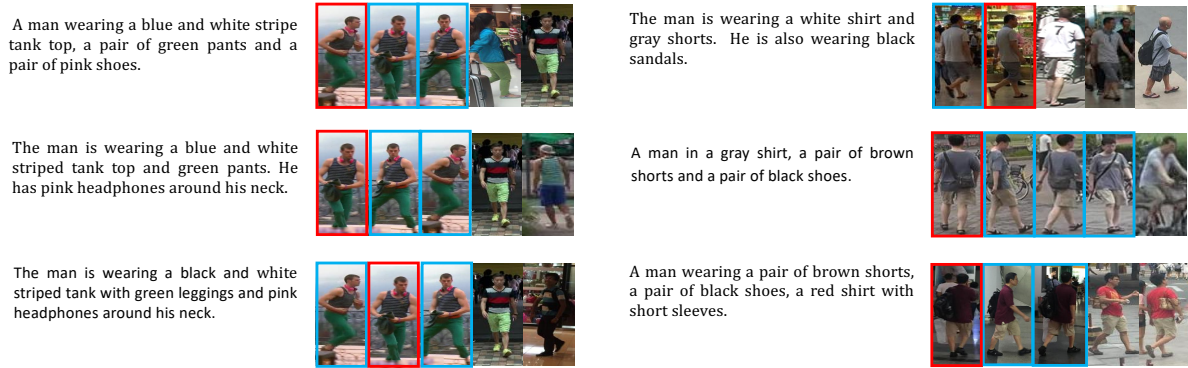 A man wearing a blue and white stripe
tank top, a pair of green pants and a
pair of pink shoes.
The man is wearing a blue and white
striped tank top and green pants. He
has pink headphones around his neck.
The man is wearing a black and white
striped tank with green leggings and pink
headphones around his neck.
The man is wearing a white shirt and
gray shorts. He is also wearing black
sandals.
7
A man in a gray shirt, a pair of brown
shorts and a pair of black shoes.
A man wearing a pair of brown shorts,
a pair of black shoes, a red shirt with
short sleeves.